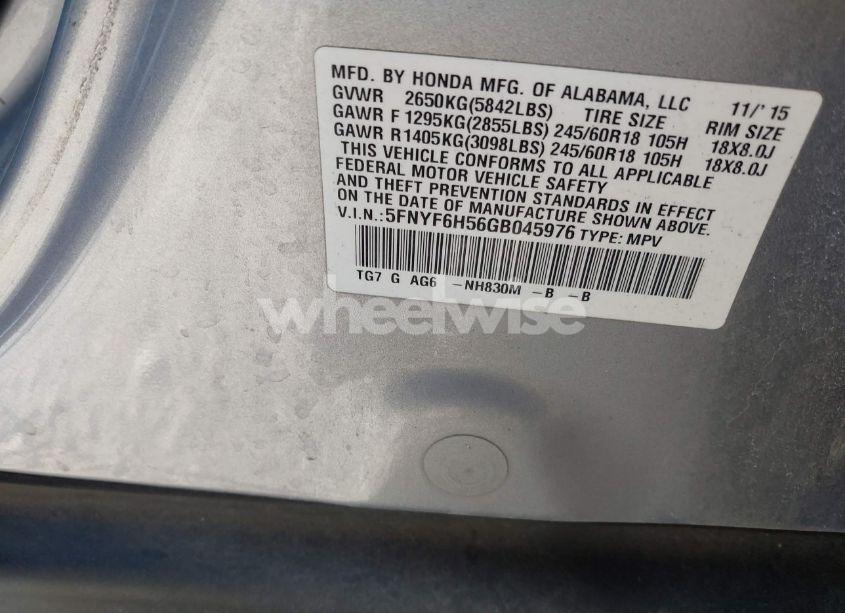 MFD. BY HONDA MFG. OF ALABAMA, LLC 11/'15
GVWR 2650KG(5842LBS) TIRE SIZE RIM SIZE
GAWR F 1295KG(2855LBS) 245/60R18 105H 18X8.0J
GAWR R 1405KG(3098LBS) 245/60R18 105H 18X8.0J
THIS VEHICLE CONFORMS TO ALL APPLICABLE
FEDERAL MOTOR VEHICLE SAFETY
AND THEFT PREVENTION STANDARDS IN EFFECT
ON THE DATE OF MANUFACTURE SHOWN ABOVE.
V.I.N.:5FNYF6H56GB045976 TYPE: MPV
TG7 G AG6 -NH830M -B -B
wheelwise